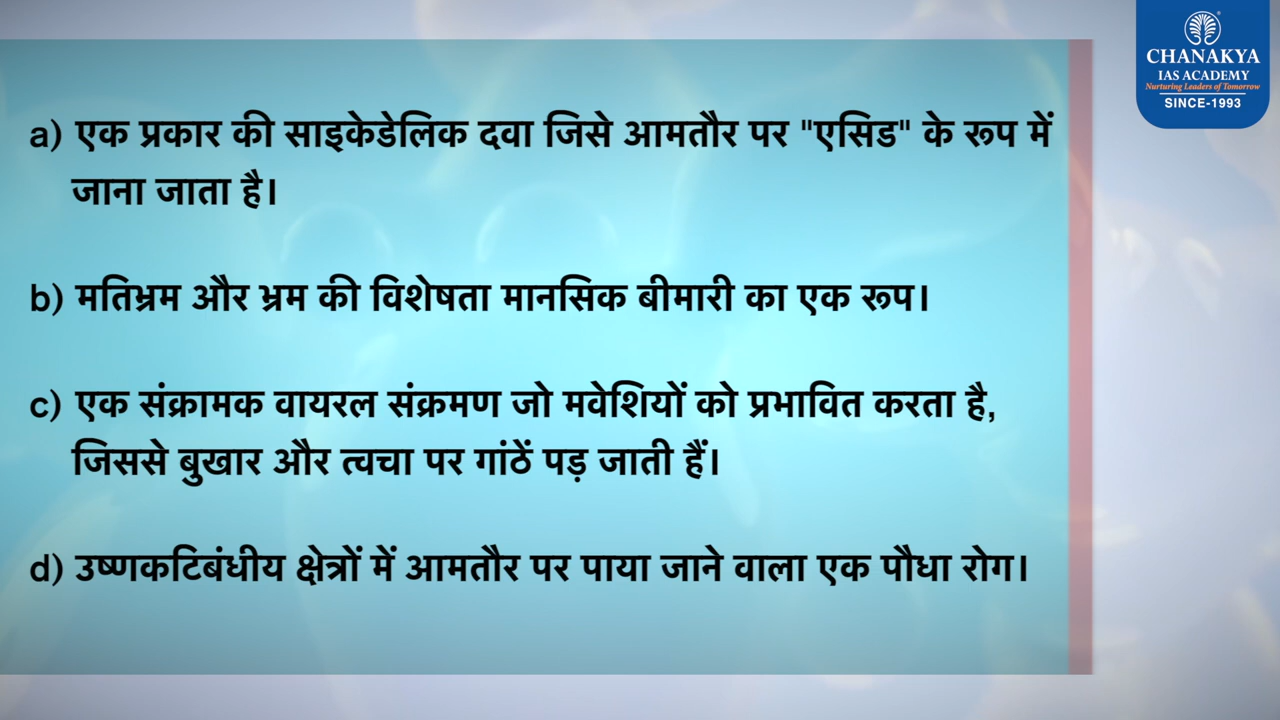 CHANAKYA
IAS ACADEMY
Nurturing Leaders of Tomorrow
SINCE-1993
a) एक प्रकार की साइकेडेलिक दवा जिसे आमतौर पर "एसिड" के रूप में
जाना जाता है।
b) मतिभ्रम और भ्रम की विशेषता मानसिक बीमारी का एक रूप।
c) एक संक्रामक वायरल संक्रमण जो मवेशियों को प्रभावित करता है,
जिससे बुखार और त्वचा पर गांठें पड़ जाती हैं।
d) उष्णकटिबंधीय क्षेत्रों में आमतौर पर पाया जाने वाला एक पौधा रोग।